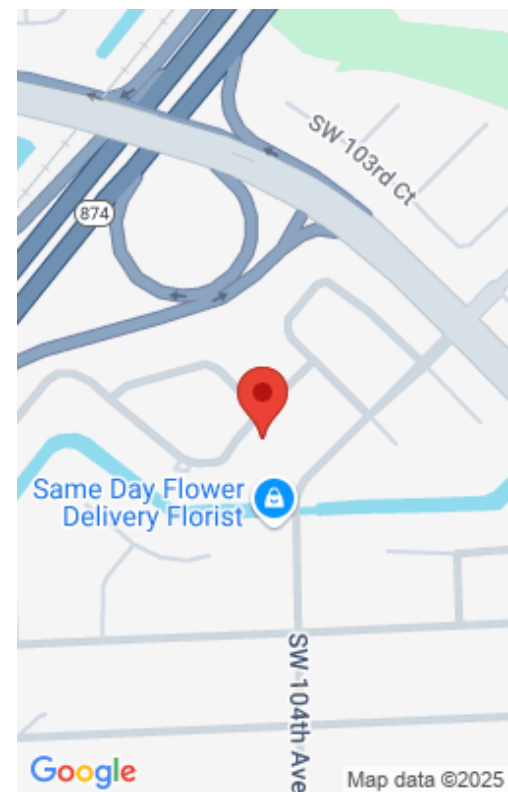 SW 103rd Ct
874
Same Day Flower
Delivery Florist
SW 104th Ave
Google
Map data ©2025